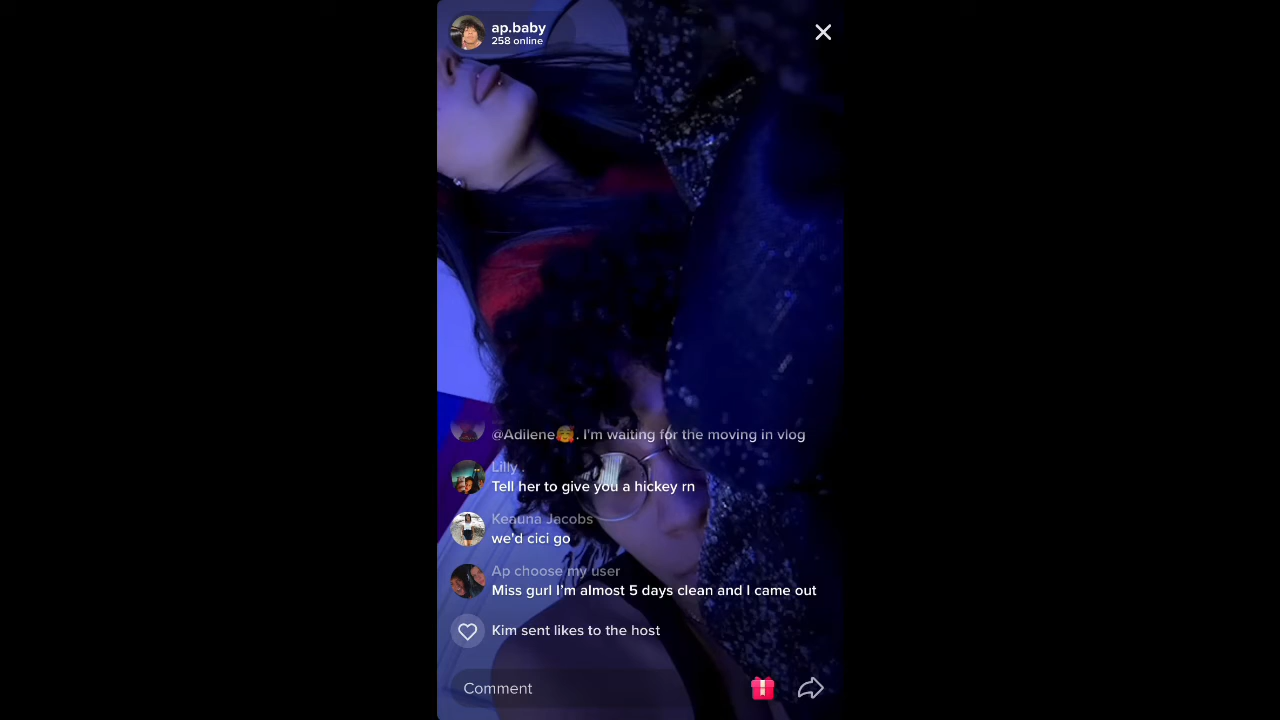 ap.baby
258 online
@Adilene🥰. I'm waiting for the moving in vlog
Lilly .
Tell her to give you a hickey rn
Keauna Jacobs
we'd cici go
Ap choose my user
Miss gurl I'm almost 5 days clean and I came out
Kim sent likes to the host
Comment